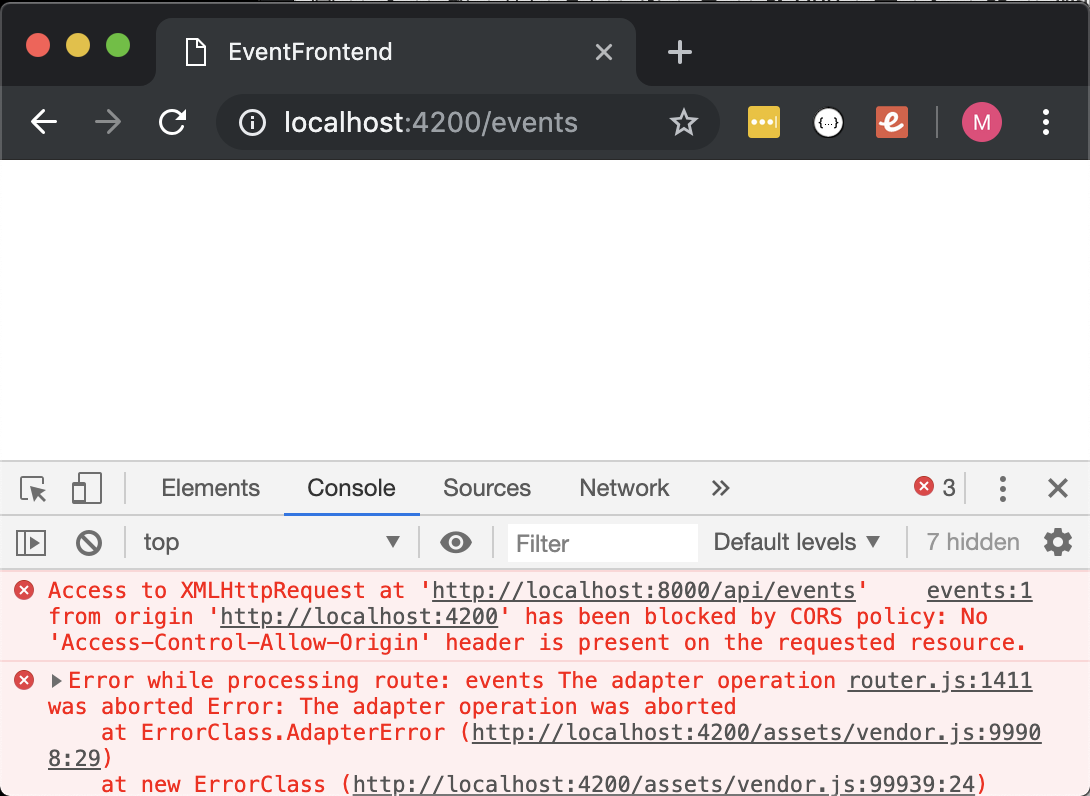 EventFrontend
localhost:4200/events
{...}
e
M
Elements Console Sources Network » 3
top Filter Default levels 7 hidden
Access to XMLHttpRequest at 'http://localhost:8000/api/events' events:1
from origin 'http://localhost:4200' has been blocked by CORS policy: No
'Access-Control-Allow-Origin' header is present on the requested resource.
Error while processing route: events The adapter operation router.js:1411
was aborted Error: The adapter operation was aborted
at ErrorClass.AdapterError (http://localhost:4200/assets/vendor.js:9990
8:29)
at new ErrorClass (http://localhost:4200/assets/vendor.js:99939:24)